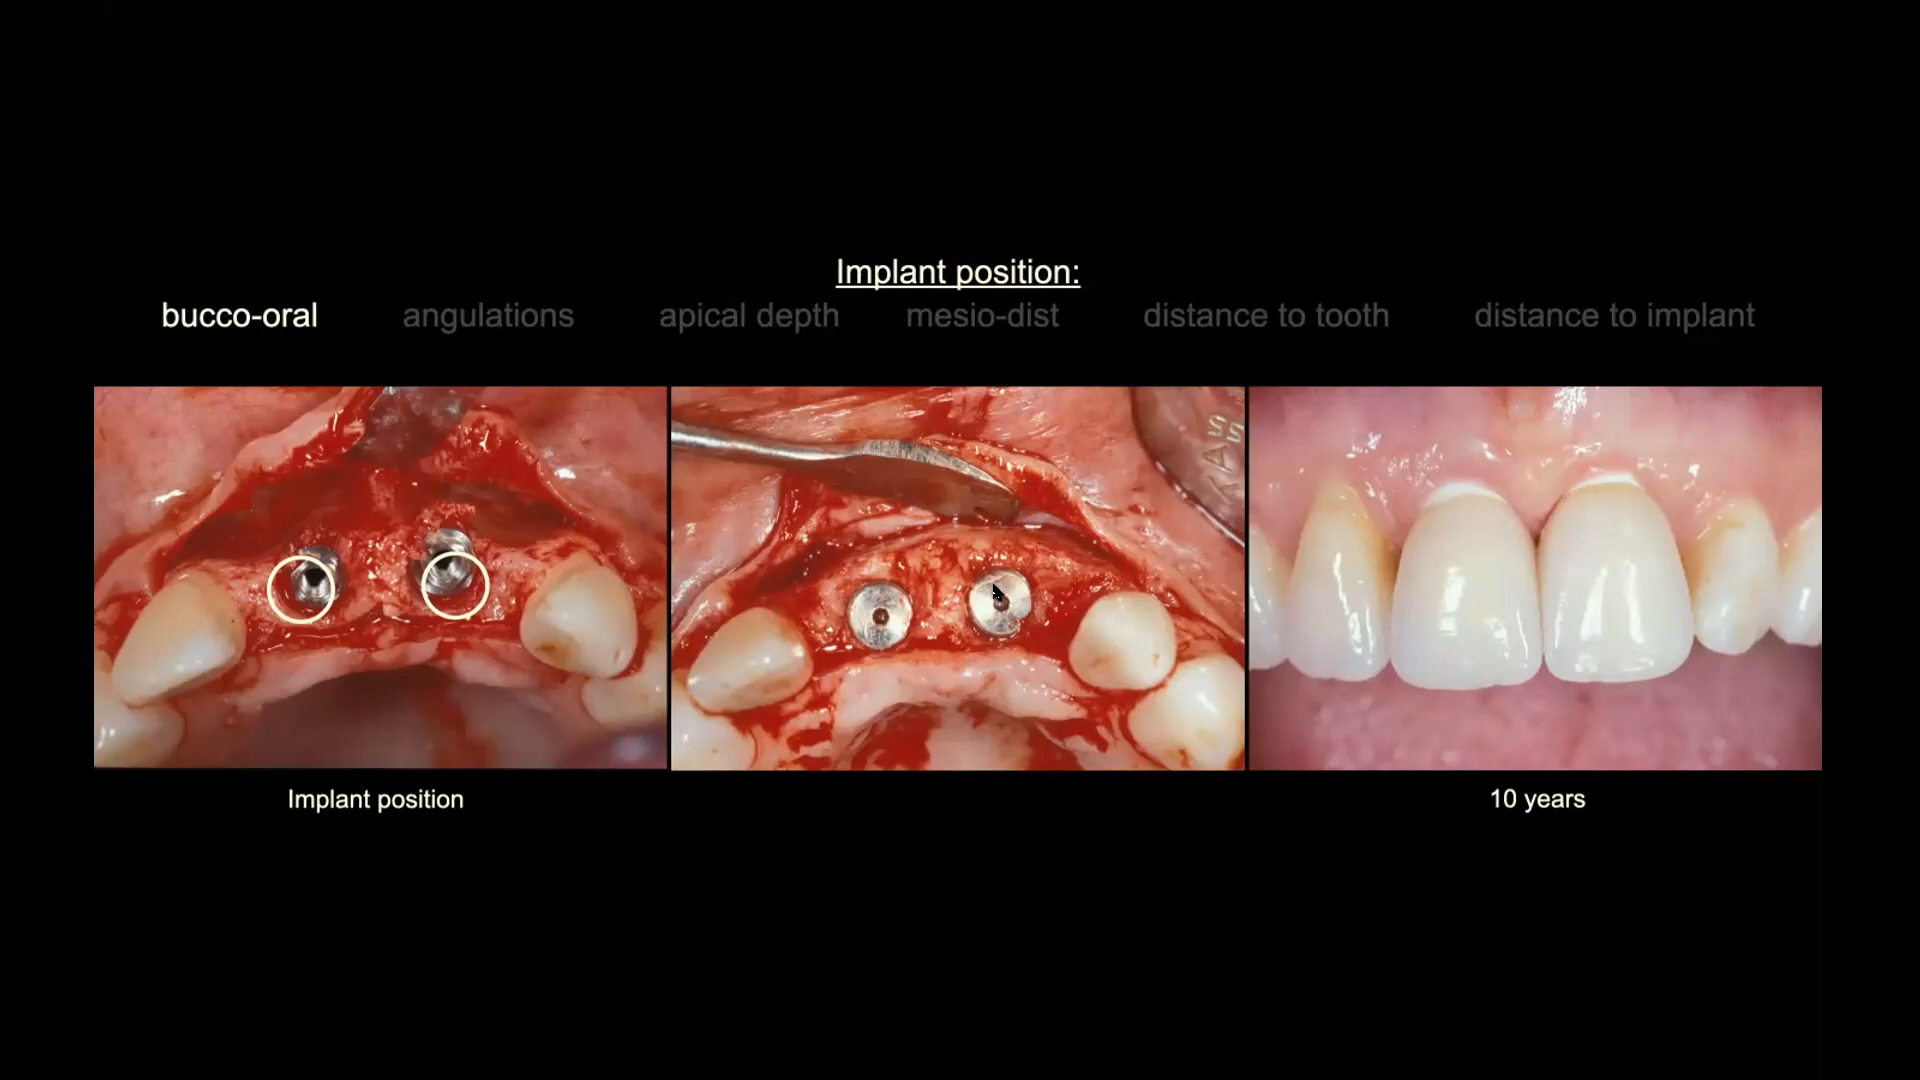 Implant position:
bucco-oral angulations apical depth mesio-dist distance to tooth distance to implant
Implant position
10 years